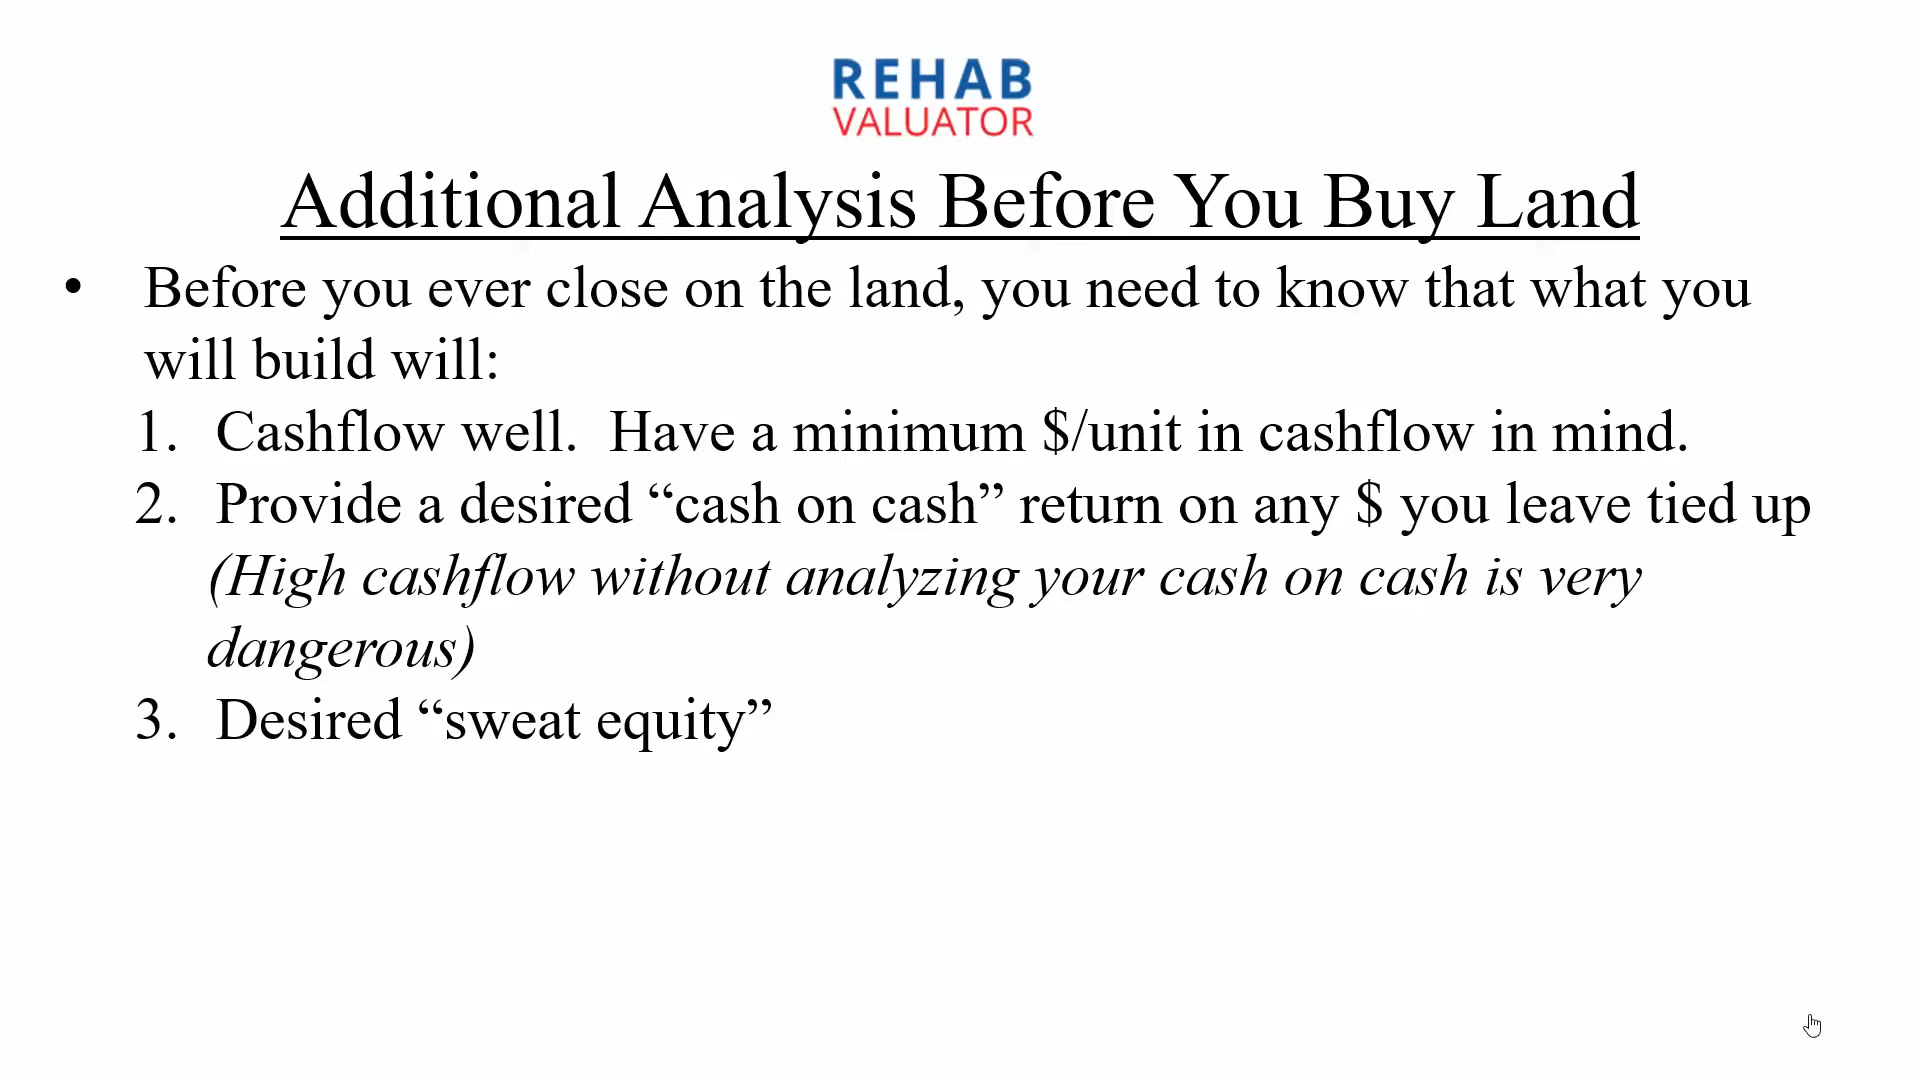 REHAB
VALUATOR
Additional Analysis Before You Buy Land
• Before you ever close on the land, you need to know that what you
will build will:
1. Cashflow well.  Have a minimum $/unit in cashflow in mind.
2. Provide a desired “cash on cash” return on any $ you leave tied up
(High cashflow without analyzing your cash on cash is very
dangerous)
3. Desired “sweat equity”